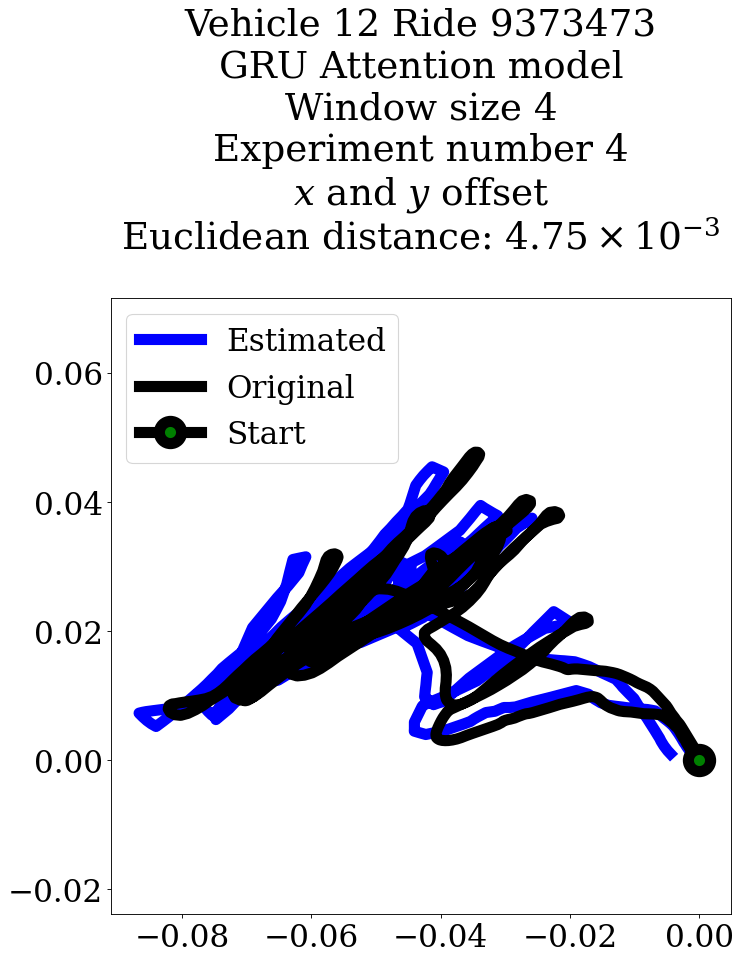 Vehicle 12 Ride 9373473
GRU Attention model
Window size 4
Experiment number 4
x and y offset
Euclidean distance: 4.75 × 10⁻³
Estimated
Original
Start
0.06
0.04
0.02
0.00
−0.02
−0.08 −0.06 −0.04 −0.02 0.00